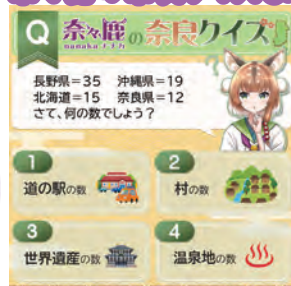 Q 奈々鹿の奈良クイズ
nanaka ナナカ
長野県=35 沖縄県=19
北海道=15 奈良県=12
さて、何の数でしょう？
1
道の駅の数
2
村の数
3
世界遺産の数
4
温泉地の数